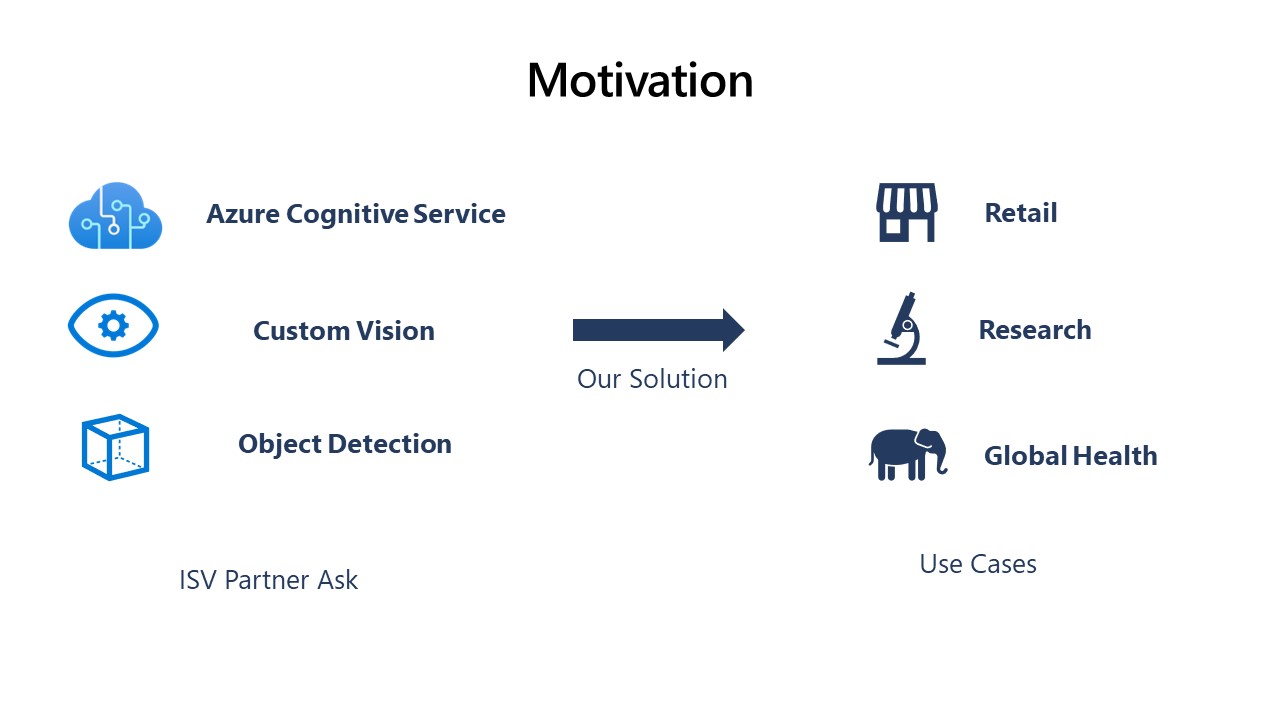 Motivation
Azure Cognitive Service
Custom Vision
Object Detection
ISV Partner Ask
Our Solution
Retail
Research
Global Health
Use Cases